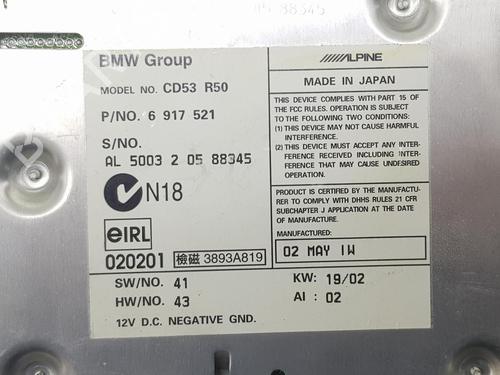 88345
BMW Group
MODEL NO. CD53 R50
P/NO. 6 917 521
S/NO.
AL 5003 2 05 88345
N18
eIRL
020201 檢磁 3893A819
SW/NO. 41
HW/NO. 43
12V D.C. NEGATIVE GND.
ALPINE
MADE IN JAPAN
THIS DEVICE COMPLIES WITH PART 15 OF
THE FCC RULES. OPERATION IS SUBJECT
TO THE FOLLOWING TWO CONDITIONS:
(1) THIS DEVICE MAY NOT CAUSE HARMFUL
INTERFERENCE.
(2) THIS DEVICE MUST ACCEPT ANY INTER-
FERENCE RECEIVED INCLUDING INTER-
FERENCE THAT MAY CAUSE UNDESIRED
OPERATION.
PRODUCT IS CERTIFIED BY THE MANUFACTU-
RER TO COMPLY WITH DHHS RULES 21 CFR
SUBCHAPTER J APPLICATION AT THE DATE
OF MANUFACTURE.
MANUFACTURED:
02 MAY 1W
KW: 19/02
AI : 02